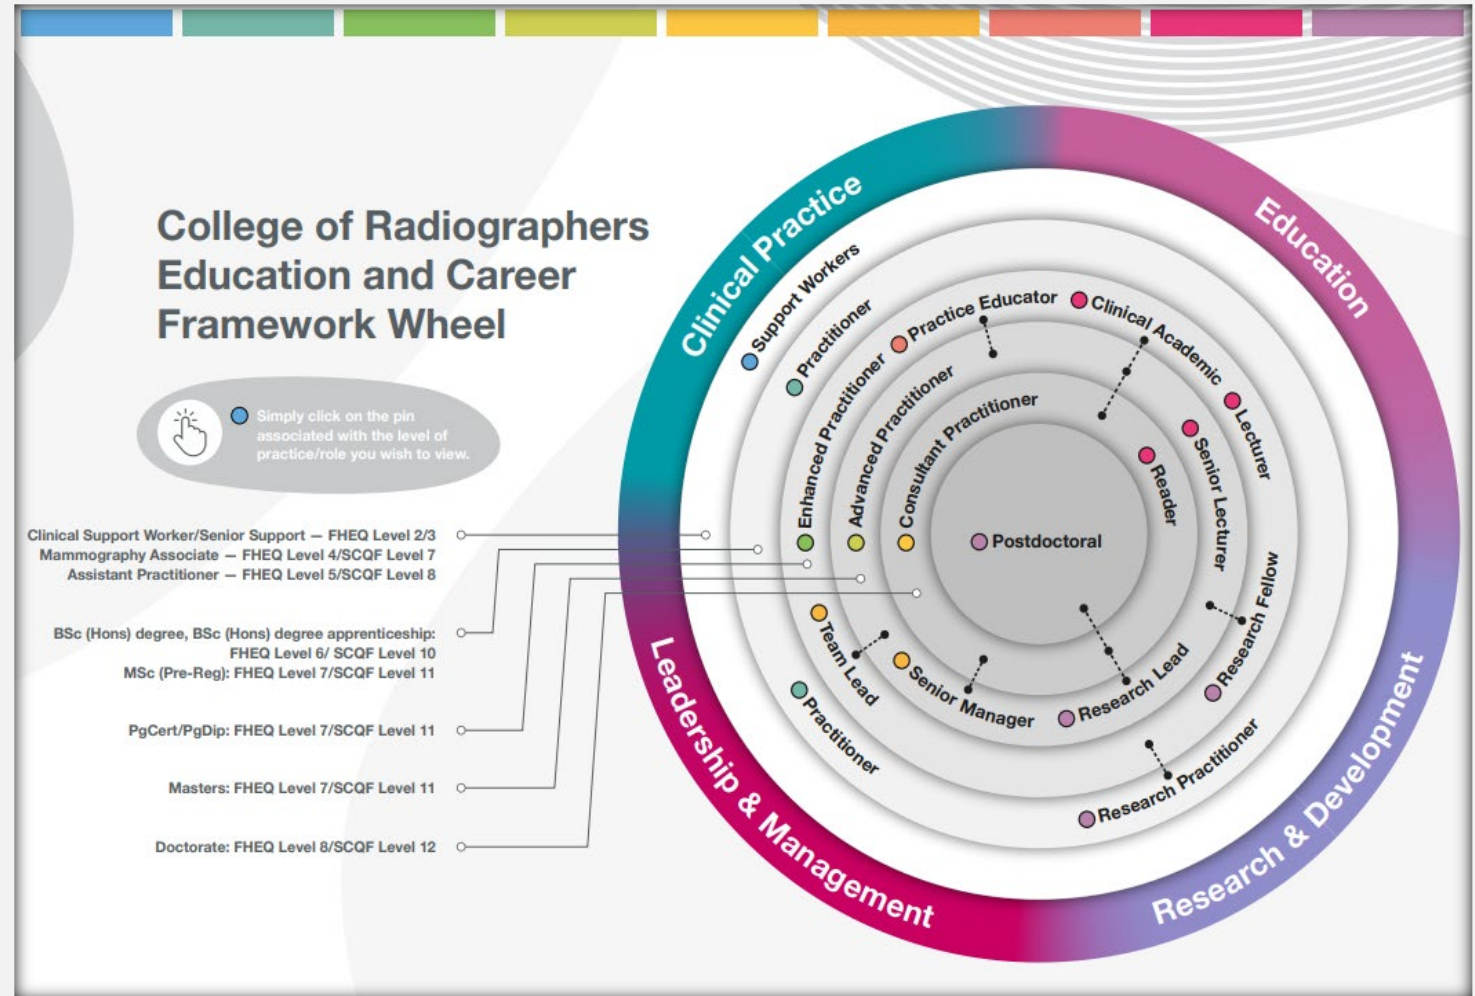 College of Radiographers
Education and Career
Framework Wheel
Simply click on the pin
associated with the level of
practice/role you wish to view.
Clinical Support Worker/Senior Support — FHEQ Level 2/3
Mammography Associate — FHEQ Level 4/SCQF Level 7
Assistant Practitioner — FHEQ Level 5/SCQF Level 8
BSc (Hons) degree, BSc (Hons) degree apprenticeship:
FHEQ Level 6/ SCQF Level 10
MSc (Pre-Reg): FHEQ Level 7/SCQF Level 11
PgCert/PgDip: FHEQ Level 7/SCQF Level 11
Masters: FHEQ Level 7/SCQF Level 11
Doctorate: FHEQ Level 8/SCQF Level 12
Clinical Practice
Education
Research & Development
Leadership & Management
Support Workers
Practitioner
Enhanced Practitioner
Practice Educator
Clinical Academic
Lecturer
Advanced Practitioner
Senior Lecturer
Consultant Practitioner
Reader
Postdoctoral
Team Lead
Senior Manager
Research Lead
Research Fellow
Practitioner
Research Practitioner